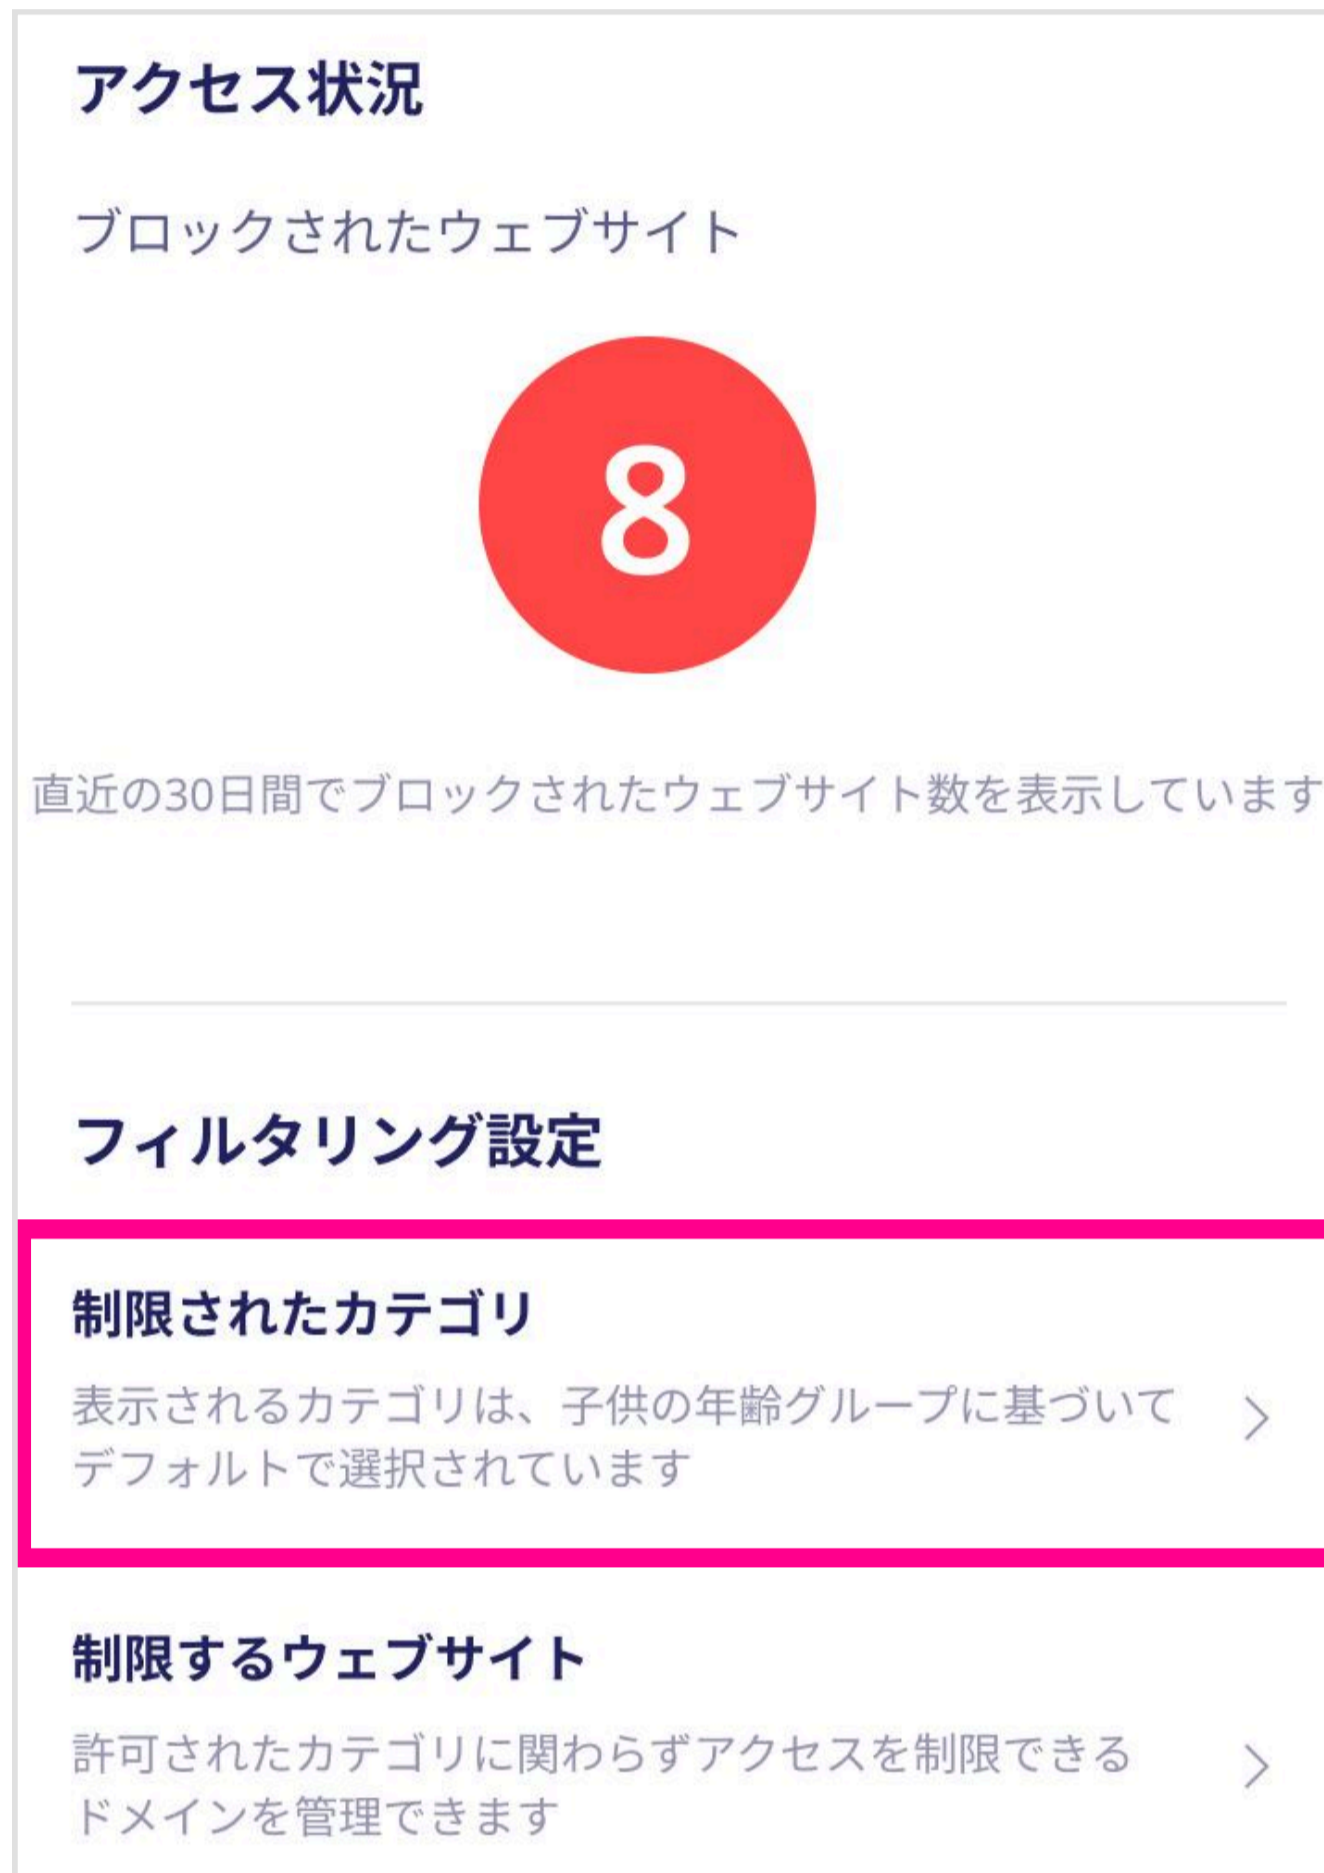 アクセス状況
ブロックされたウェブサイト
8
直近の30日間でブロックされたウェブサイト数を表示しています
フィルタリング設定
制限されたカテゴリ
表示されるカテゴリは、子供の年齢グループに基づいて
デフォルトで選択されています
制限するウェブサイト
許可されたカテゴリに関わらずアクセスを制限できる
ドメインを管理できます